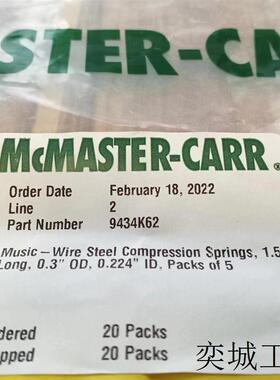 STER-CA
McMASTER-CARR®
Order Date February 18, 2022
Line 2
Part Number 9434K62
Music—Wire Steel Compression Springs, 1.5
Long, 0.3" OD, 0.224" ID, Packs of 5
dered 20 Packs
pped 20 Packs
奕城工